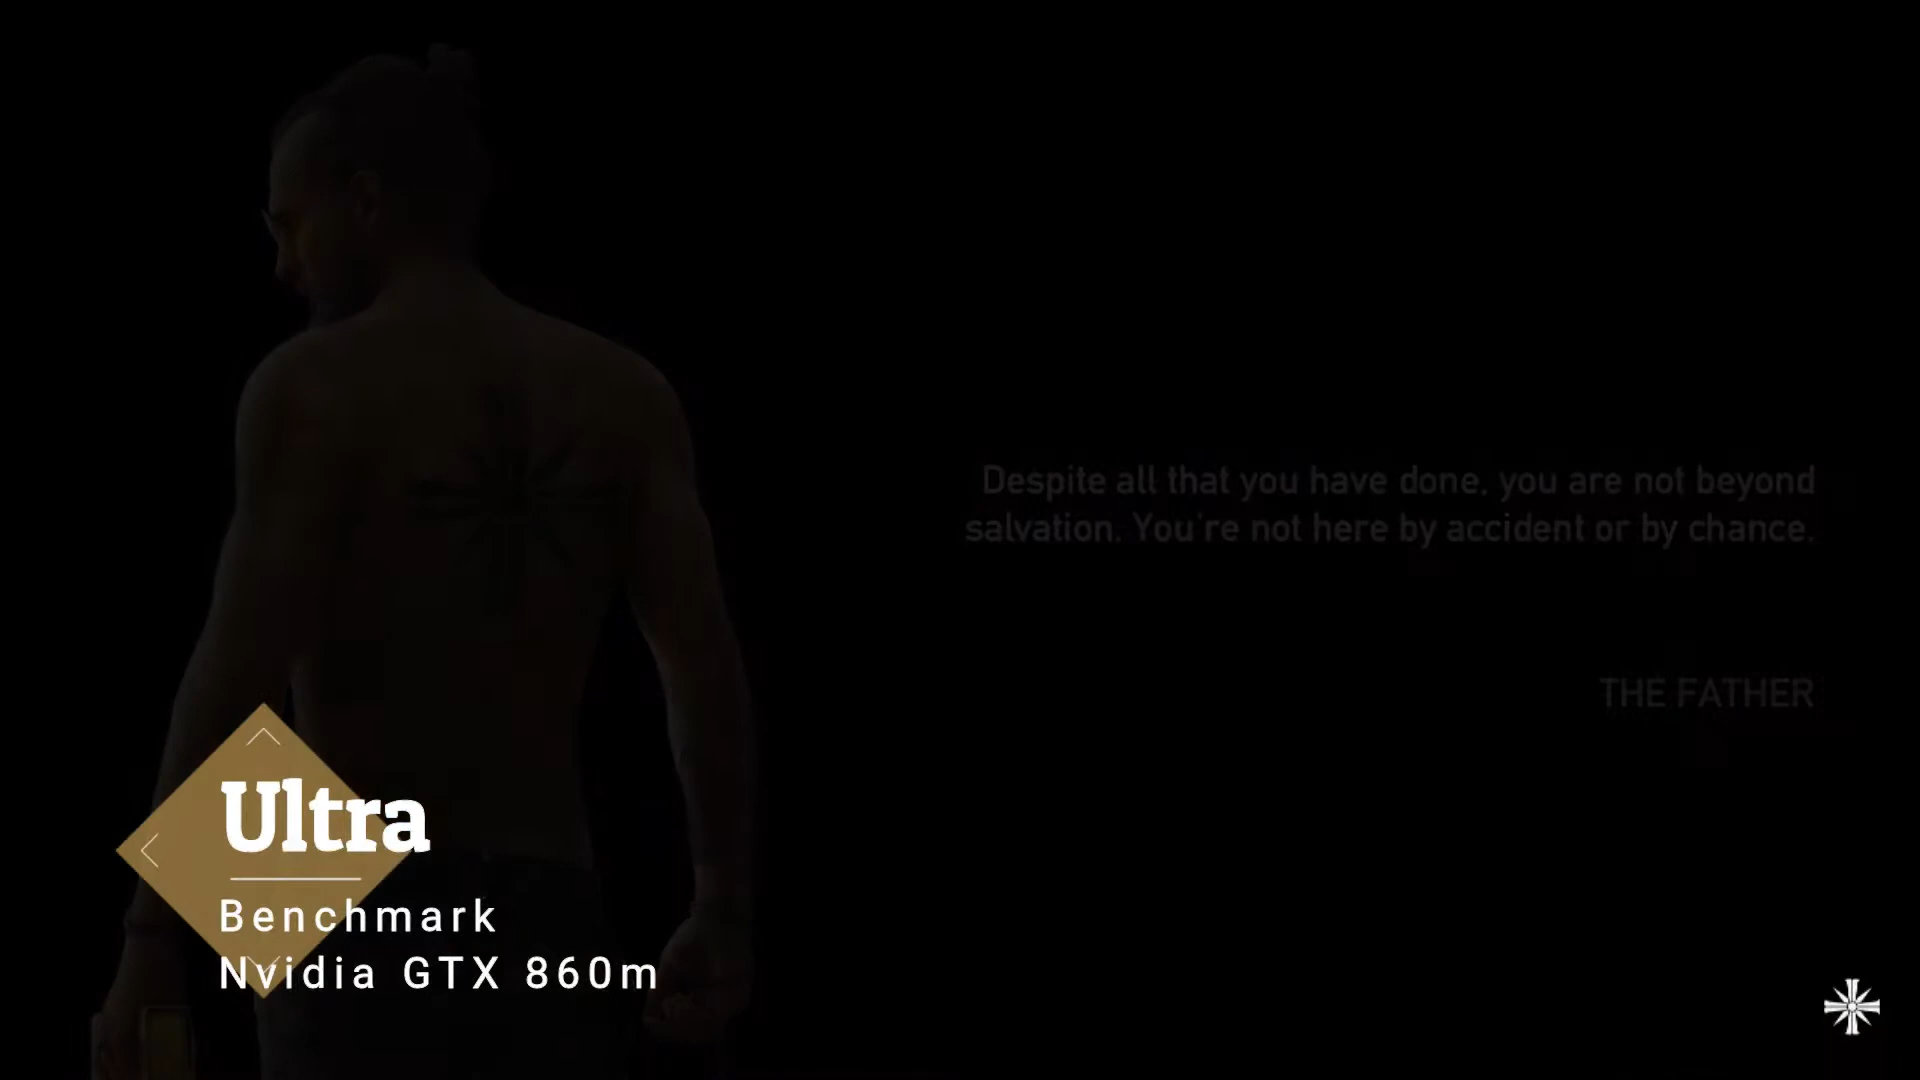 Despite all that you have done, you are not beyond
salvation. You're not here by accident or by chance.
THE FATHER
Ultra
Benchmark
Nvidia GTX 860m